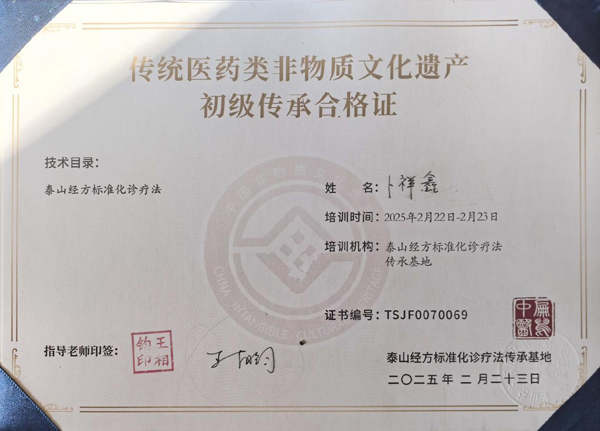 传统医药类非物质文化遗产
初级传承合格证
技术目录：
泰山经方标准化诊疗法
姓 名：卜祥鑫
培训时间：2025年2月22日-2月23日
培训机构：泰山经方标准化诊疗法
传承基地
证书编号：TSJF0070069
指导老师印签：
泰山经方标准化诊疗法传承基地
二〇二五年 二月二十三日
CHINA INTANGIBLE CULTURAL HERITAGE